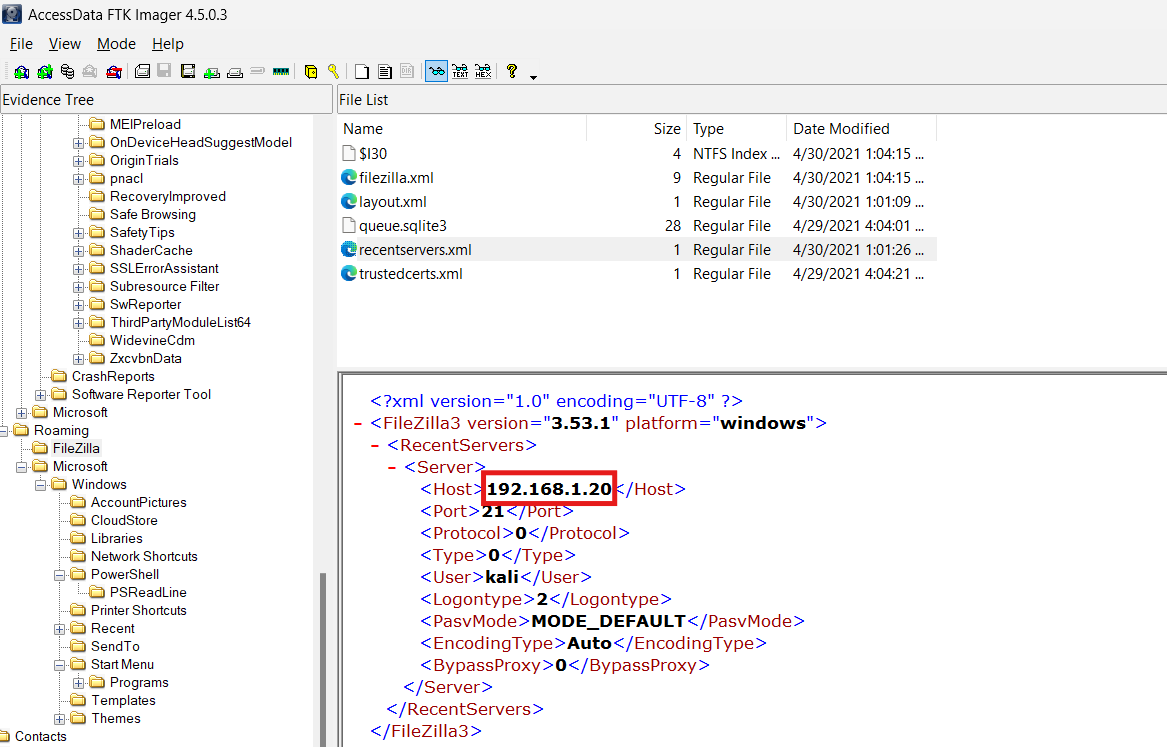 AccessData FTK Imager 4.5.0.3
File View Mode Help
Evidence Tree
MEIPreload
OnDeviceHeadSuggestModel
OriginTrials
pnacl
RecoveryImproved
Safe Browsing
SafetyTips
ShaderCache
SSLErrorAssistant
Subresource Filter
SwReporter
ThirdPartyModuleList64
WidevineCdm
ZxcvbnData
CrashReports
Software Reporter Tool
Microsoft
Roaming
FileZilla
Microsoft
Windows
AccountPictures
CloudStore
Libraries
Network Shortcuts
PowerShell
PSReadLine
Printer Shortcuts
Recent
SendTo
Start Menu
Programs
Templates
Themes
Contacts
File List
Name Size Type Date Modified
$I30 4 NTFS Index ... 4/30/2021 1:04:15 ...
filezilla.xml 9 Regular File 4/30/2021 1:04:15 ...
layout.xml 1 Regular File 4/30/2021 1:01:09 ...
queue.sqlite3 28 Regular File 4/29/2021 4:04:01 ...
recentservers.xml 1 Regular File 4/30/2021 1:01:26 ...
trustedcerts.xml 1 Regular File 4/29/2021 4:04:21 ...
<?xml version="1.0" encoding="UTF-8" ?>
- <FileZilla3 version="3.53.1" platform="windows">
- <RecentServers>
- <Server>
<Host>192.168.1.20</Host>
<Port>21</Port>
<Protocol>0</Protocol>
<Type>0</Type>
<User>kali</User>
<Logontype>2</Logontype>
<PasvMode>MODE_DEFAULT</PasvMode>
<EncodingType>Auto</EncodingType>
<BypassProxy>0</BypassProxy>
</Server>
</RecentServers>
</FileZilla3>